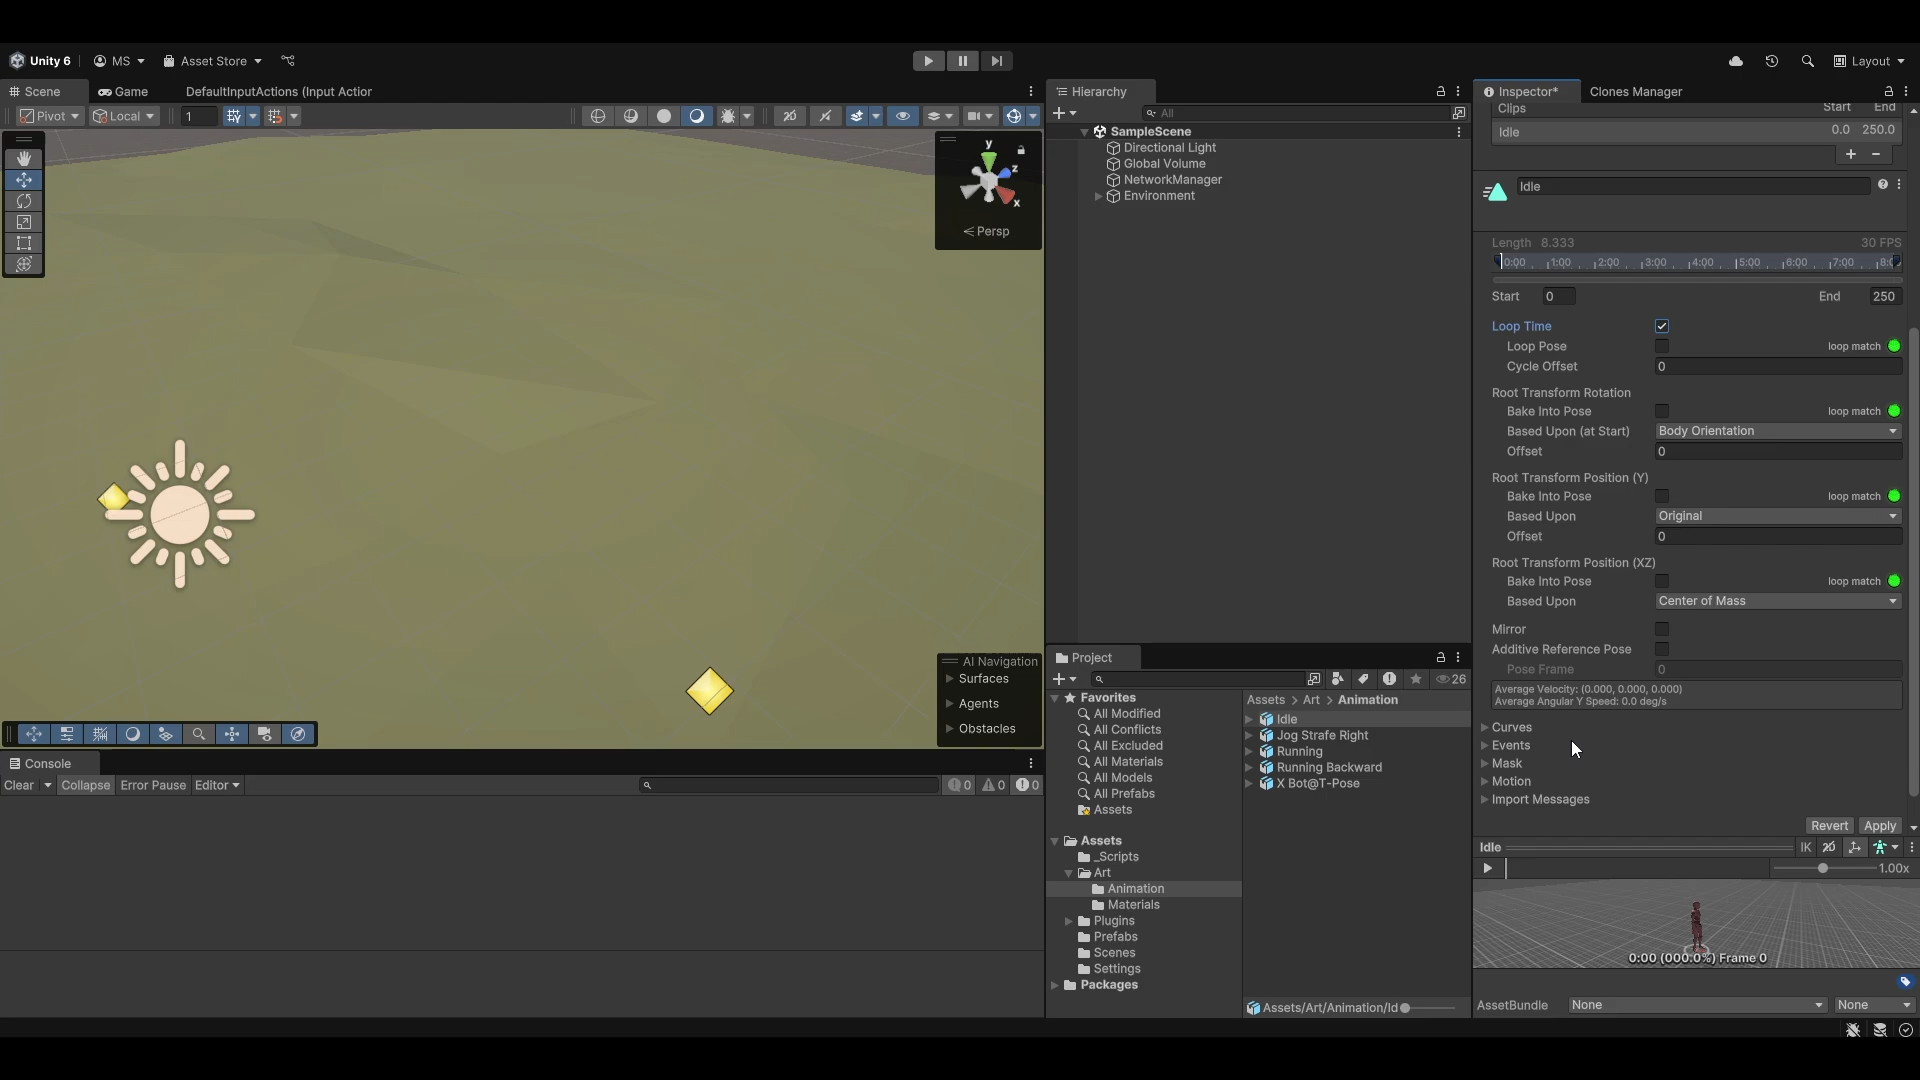 Unity 6 MS Asset Store Layout
Scene Game DefaultInputActions (Input Actior
Pivot Local 1 2D
y
z
x
Persp
AI Navigation
Surfaces
Agents
Obstacles
Console
Clear Collapse Error Pause Editor 0 0 0
Hierarchy
All
SampleScene
Directional Light
Global Volume
NetworkManager
Environment
Project
26
Favorites
All Modified
All Conflicts
All Excluded
All Materials
All Models
All Prefabs
Assets
Assets
_Scripts
Art
Animation
Materials
Plugins
Prefabs
Scenes
Settings
Packages
Assets > Art > Animation
Idle
Jog Strafe Right
Running
Running Backward
X Bot@T-Pose
Assets/Art/Animation/Id
Inspector* Clones Manager
Clips Start End
Idle 0.0 250.0
+ −
Idle
Length 8.333 30 FPS
0:00 1:00 2:00 3:00 4:00 5:00 6:00 7:00 8:0
Start 0 End 250
Loop Time
Loop Pose loop match
Cycle Offset 0
Root Transform Rotation
Bake Into Pose loop match
Based Upon (at Start) Body Orientation
Offset 0
Root Transform Position (Y)
Bake Into Pose loop match
Based Upon Original
Offset 0
Root Transform Position (XZ)
Bake Into Pose loop match
Based Upon Center of Mass
Mirror
Additive Reference Pose
Pose Frame 0
Average Velocity: (0.000, 0.000, 0.000)
Average Angular Y Speed: 0.0 deg/s
Curves
Events
Mask
Motion
Import Messages
Revert Apply
Idle IK 2D
1.00x
0:00 (000.0%) Frame 0
AssetBundle None None